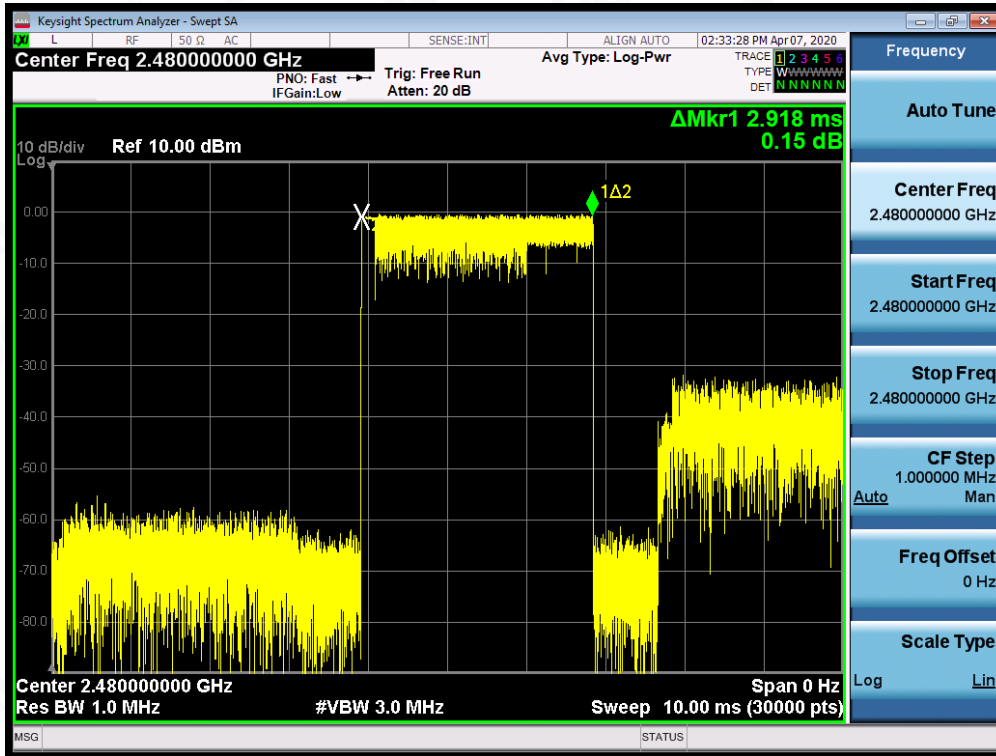 Keysight Spectrum Analyzer - Swept SA
LXI L RF 50 Ω AC SENSE:INT ALIGN AUTO 02:33:28 PM Apr 07, 2020
Center Freq 2.480000000 GHz
PNO: Fast
IFGain:Low
Trig: Free Run
Atten: 20 dB
Avg Type: Log-Pwr
TRACE 1 2 3 4 5 6
TYPE WWWWWW
DET N N N N N N
ΔMkr1 2.918 ms
0.15 dB
10 dB/div Ref 10.00 dBm
Log
1Δ2
0.00
-10.0
-20.0
-30.0
-40.0
-50.0
-60.0
-70.0
-80.0
Center 2.480000000 GHz Span 0 Hz
Res BW 1.0 MHz #VBW 3.0 MHz Sweep 10.00 ms (30000 pts)
MSG STATUS
Frequency
Auto Tune
Center Freq
2.480000000 GHz
Start Freq
2.480000000 GHz
Stop Freq
2.480000000 GHz
CF Step
1.000000 MHz
Auto Man
Freq Offset
0 Hz
Scale Type
Log Lin